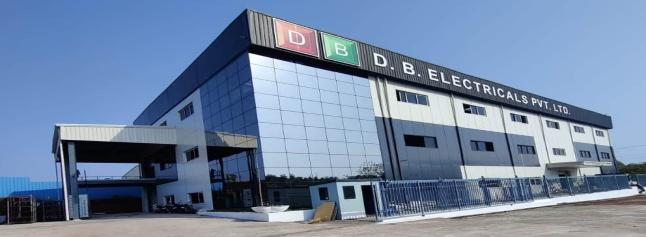 D B D. B. ELECTRICALS PVT. LTD.